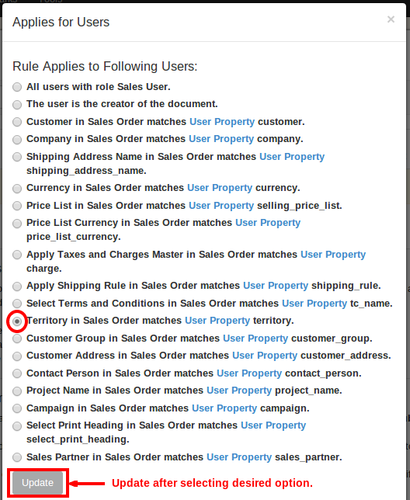 Applies for Users
×
Rule Applies to Following Users:
All users with role Sales User.
The user is the creator of the document.
Customer in Sales Order matches User Property customer.
Company in Sales Order matches User Property company.
Shipping Address Name in Sales Order matches User Property
shipping_address_name.
Currency in Sales Order matches User Property currency.
Price List in Sales Order matches User Property selling_price_list.
Price List Currency in Sales Order matches User Property
price_list_currency.
Apply Taxes and Charges Master in Sales Order matches User Property
charge.
Apply Shipping Rule in Sales Order matches User Property shipping_rule.
Select Terms and Conditions in Sales Order matches User Property tc_name.
Territory in Sales Order matches User Property territory.
Customer Group in Sales Order matches User Property customer_group.
Customer Address in Sales Order matches User Property customer_address.
Contact Person in Sales Order matches User Property contact_person.
Project Name in Sales Order matches User Property project_name.
Campaign in Sales Order matches User Property campaign.
Select Print Heading in Sales Order matches User Property
select_print_heading.
Sales Partner in Sales Order matches User Property sales_partner.
Update
Update after selecting desired option.